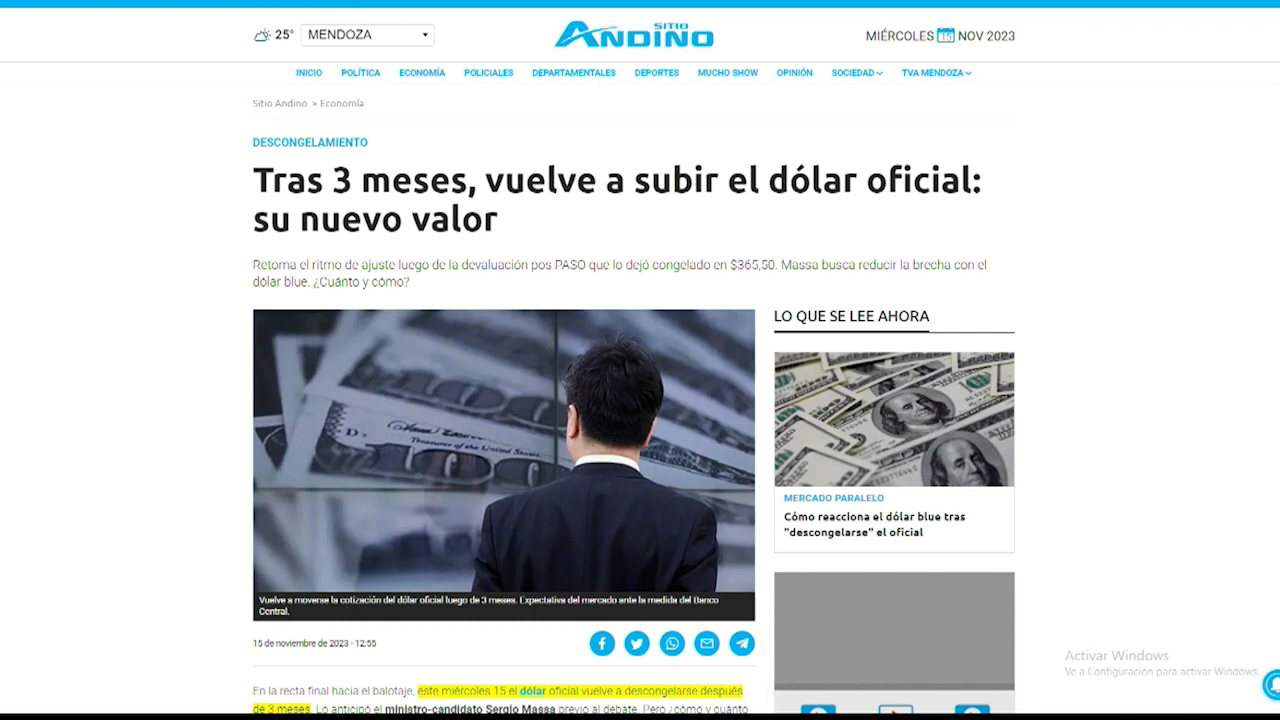 25°
MENDOZA
SITIO
ANDINO
MIÉRCOLES 15 NOV 2023
INICIO POLÍTICA ECONOMÍA POLICIALES DEPARTAMENTALES DEPORTES MUCHO SHOW OPINIÓN SOCIEDAD TVA MENDOZA
Sitio Andino > Economía
DESCONGELAMIENTO
Tras 3 meses, vuelve a subir el dólar oficial:
su nuevo valor
Retoma el ritmo de ajuste luego de la devaluación pos PASO que lo dejó congelado en $365,50. Massa busca reducir la brecha con el
dólar blue. ¿Cuánto y cómo?
Treasurer of the United States.
Vuelve a moverse la cotización del dólar oficial luego de 3 meses. Expectativa del mercado ante la medida del Banco
Central.
15 de noviembre de 2023 - 12:55
En la recta final hacia el balotaje, este miércoles 15 el dólar oficial vuelve a descongelarse después
de 3 meses. Lo anticipó el ministro-candidato Sergio Massa previo al debate. Pero ¿cómo y cuánto
LO QUE SE LEE AHORA
MERCADO PARALELO
Cómo reacciona el dólar blue tras
"descongelarse" el oficial
Activar Windows
Ve a Configuración para activar Windows.